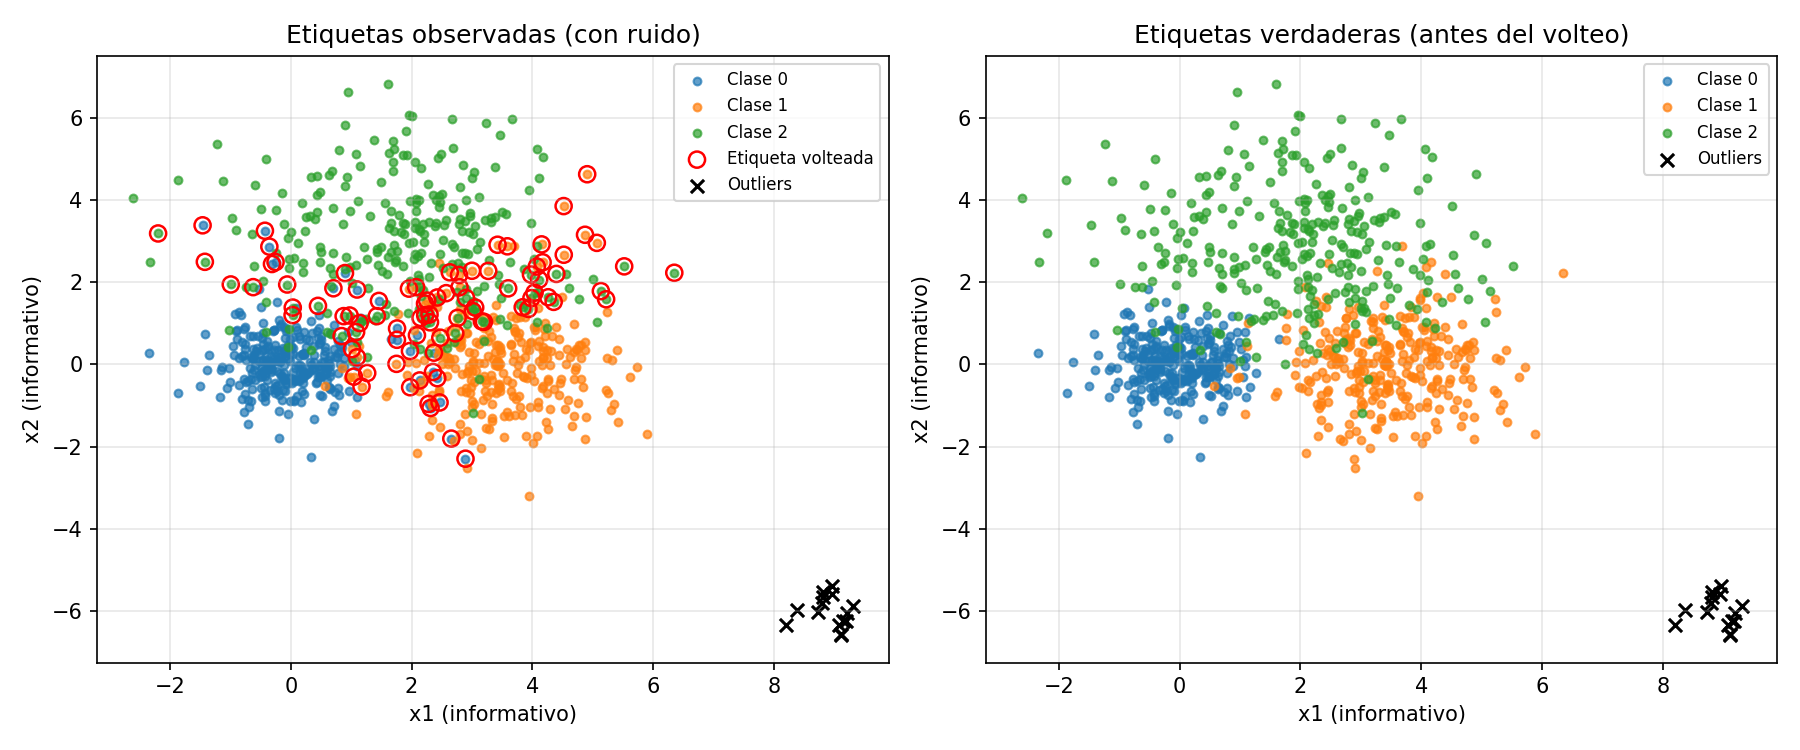 Etiquetas observadas (con ruido)
Clase 0
Clase 1
Clase 2
Etiqueta volteada
Outliers
6
4
2
0
−2
−4
−6
x2 (informativo)
−2
0
2
4
6
8
x1 (informativo)
Etiquetas verdaderas (antes del volteo)
Clase 0
Clase 1
Clase 2
Outliers
6
4
2
0
−2
−4
−6
x2 (informativo)
−2
0
2
4
6
8
x1 (informativo)